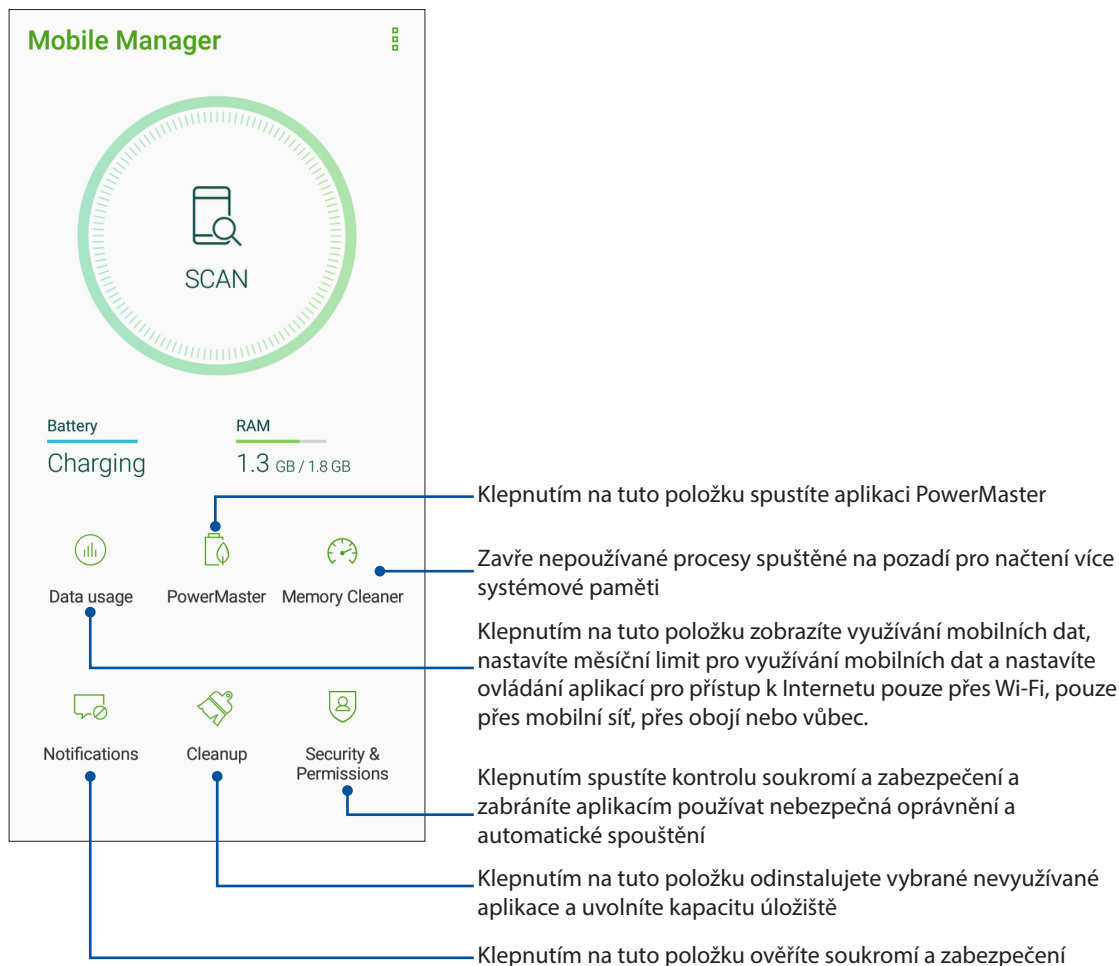 Mobile Manager
SCAN
Battery
RAM
Charging
1.3 GB / 1.8 GB
Klepnutím na tuto položku spustíte aplikaci PowerMaster
Zavře nepoužívané procesy spuštěné na pozadí pro načtení více
systémové paměti
Data usage
PowerMaster
Memory Cleaner
Klepnutím na tuto položku zobrazíte využívání mobilních dat,
nastavíte měsíční limit pro využívání mobilních dat a nastavíte
ovládání aplikací pro přístup k Internetu pouze přes Wi-Fi, pouze
přes mobilní síť, přes obojí nebo vůbec.
Notifications
Cleanup
Security &
Permissions
Klepnutím spustíte kontrolu soukromí a zabezpečení a
zabráníte aplikacím používat nebezpečná oprávnění a
automatické spouštění
Klepnutím na tuto položku odinstalujete vybrané nevyužívané
aplikace a uvolníte kapacitu úložiště
Klepnutím na tuto položku ověříte soukromí a zabezpečení